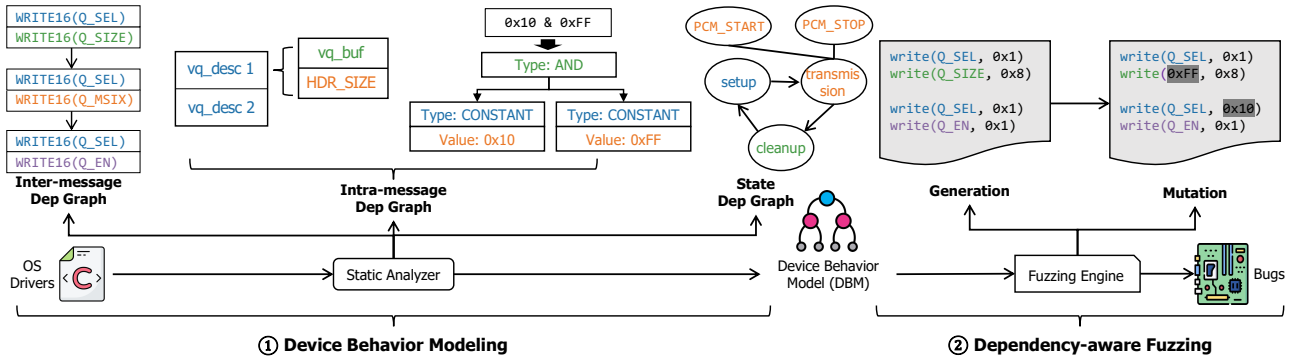 WRITE16(Q_SEL)
WRITE16(Q_SIZE)
WRITE16(Q_SEL)
WRITE16(Q_MSIX)
WRITE16(Q_SEL)
WRITE16(Q_EN)
Inter-message
Dep Graph
vq_desc 1
vq_desc 2
vq_buf
HDR_SIZE
0x10 & 0xFF
Type: AND
Type: CONSTANT
Value: 0x10
Type: CONSTANT
Value: 0xFF
Intra-message
Dep Graph
PCM_START
PCM_STOP
setup
transmis
sion
cleanup
State
Dep Graph
write(Q_SEL, 0x1)
write(Q_SIZE, 0x8)
write(Q_SEL, 0x1)
write(Q_EN, 0x1)
Generation
write(Q_SEL, 0x1)
write(0xFF, 0x8)
write(Q_SEL, 0x10)
write(Q_EN, 0x1)
Mutation
OS
Drivers
C
Static Analyzer
Device Behavior
Model (DBM)
Fuzzing Engine
Bugs
① Device Behavior Modeling
② Dependency-aware Fuzzing